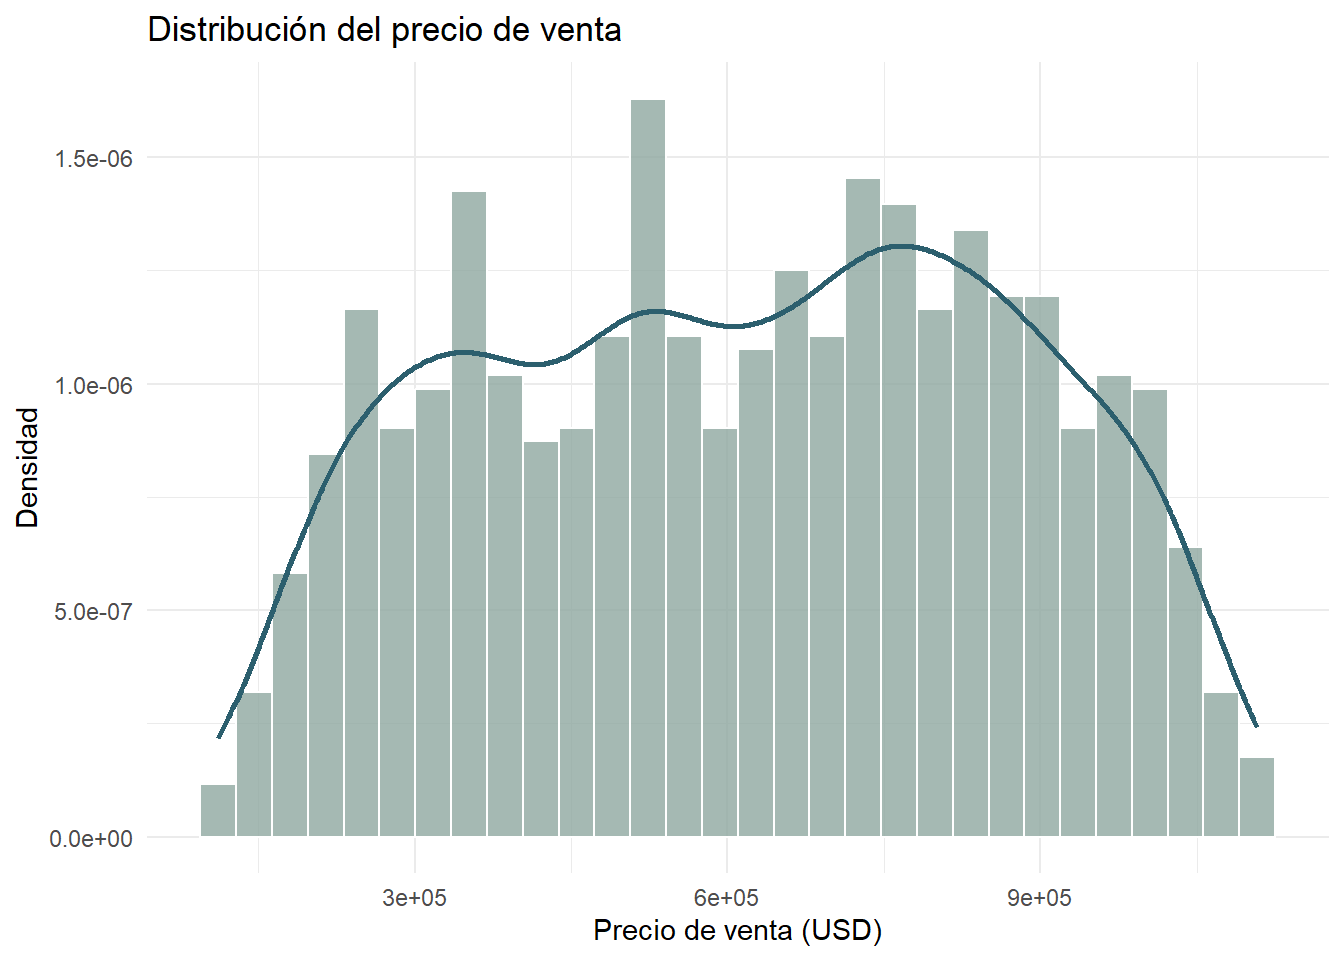 Distribución del precio de venta
1.5e-06
1.0e-06
5.0e-07
0.0e+00
Densidad
3e+05
6e+05
9e+05
Precio de venta (USD)